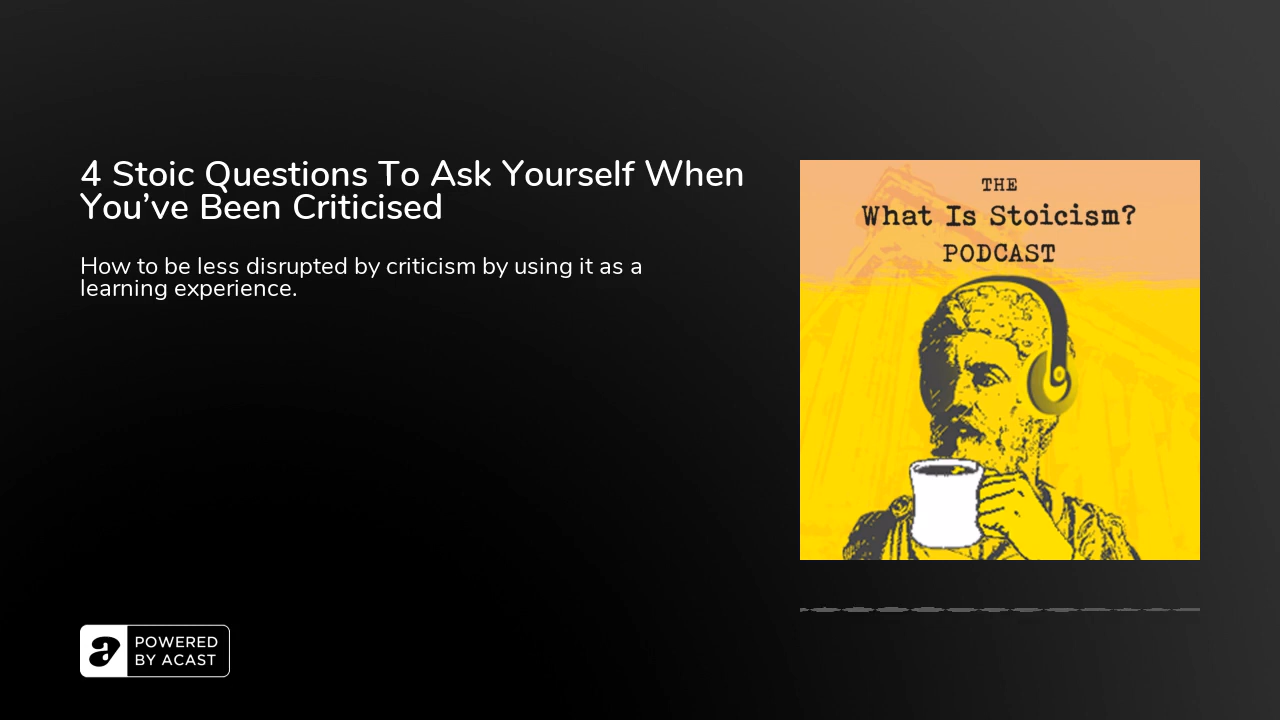 4 Stoic Questions To Ask Yourself When
You’ve Been Criticised
How to be less disrupted by criticism by using it as a
learning experience.
THE
What Is Stoicism?
PODCAST
a
POWERED
BY ACAST